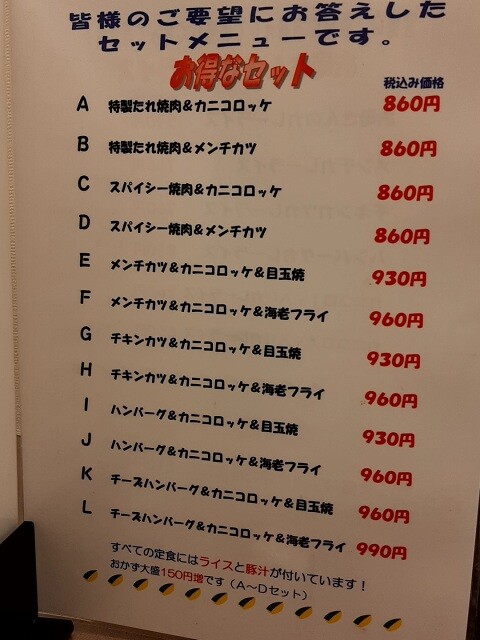 皆様のご要望にお答えした
セットメニューです。
お得なセット
税込み価格
A 特製たれ焼肉&カニコロッケ 860円
B 特製たれ焼肉&メンチカツ 860円
C スパイシー焼肉&カニコロッケ 860円
D スパイシー焼肉&メンチカツ 860円
E メンチカツ&カニコロッケ&目玉焼 930円
F メンチカツ&カニコロッケ&海老フライ 960円
G チキンカツ&カニコロッケ&目玉焼 930円
H チキンカツ&カニコロッケ&海老フライ 960円
I ハンバーグ&カニコロッケ&目玉焼 930円
J ハンバーグ&カニコロッケ&海老フライ 960円
K チーズハンバーグ&カニコロッケ&目玉焼 960円
L チーズハンバーグ&カニコロッケ&海老フライ 990円
すべての定食にはライスと豚汁が付いています!
おかず大盛150円増です(A~Dセット)